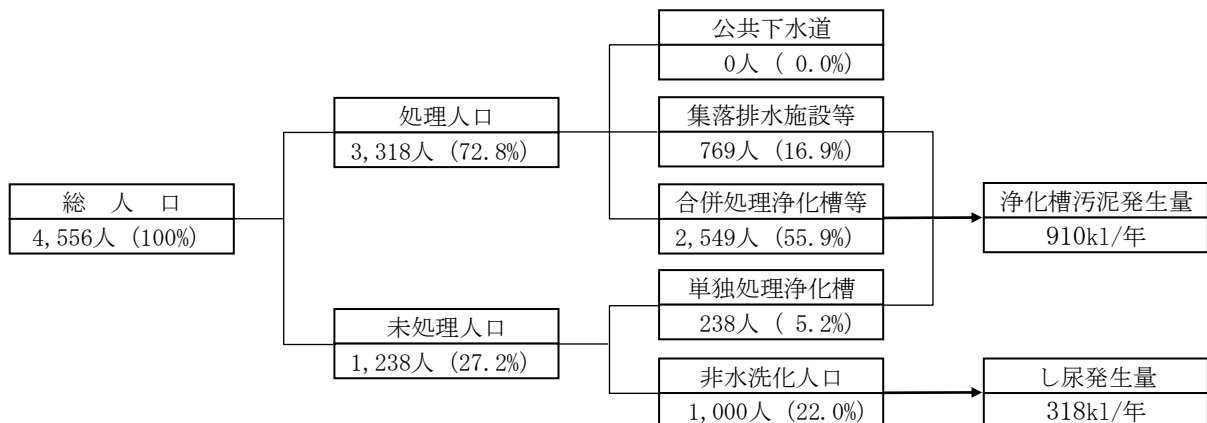 公共下水道
0人 ( 0.0%)
処理人口
3,318人 (72.8%)
集落排水施設等
769人 (16.9%)
総 人 口
4,556人 (100%)
合併処理浄化槽等
2,549人 (55.9%)
浄化槽汚泥発生量
910kl/年
単独処理浄化槽
238人 ( 5.2%)
未処理人口
1,238人 (27.2%)
非水洗化人口
1,000人 (22.0%)
し尿発生量
318kl/年